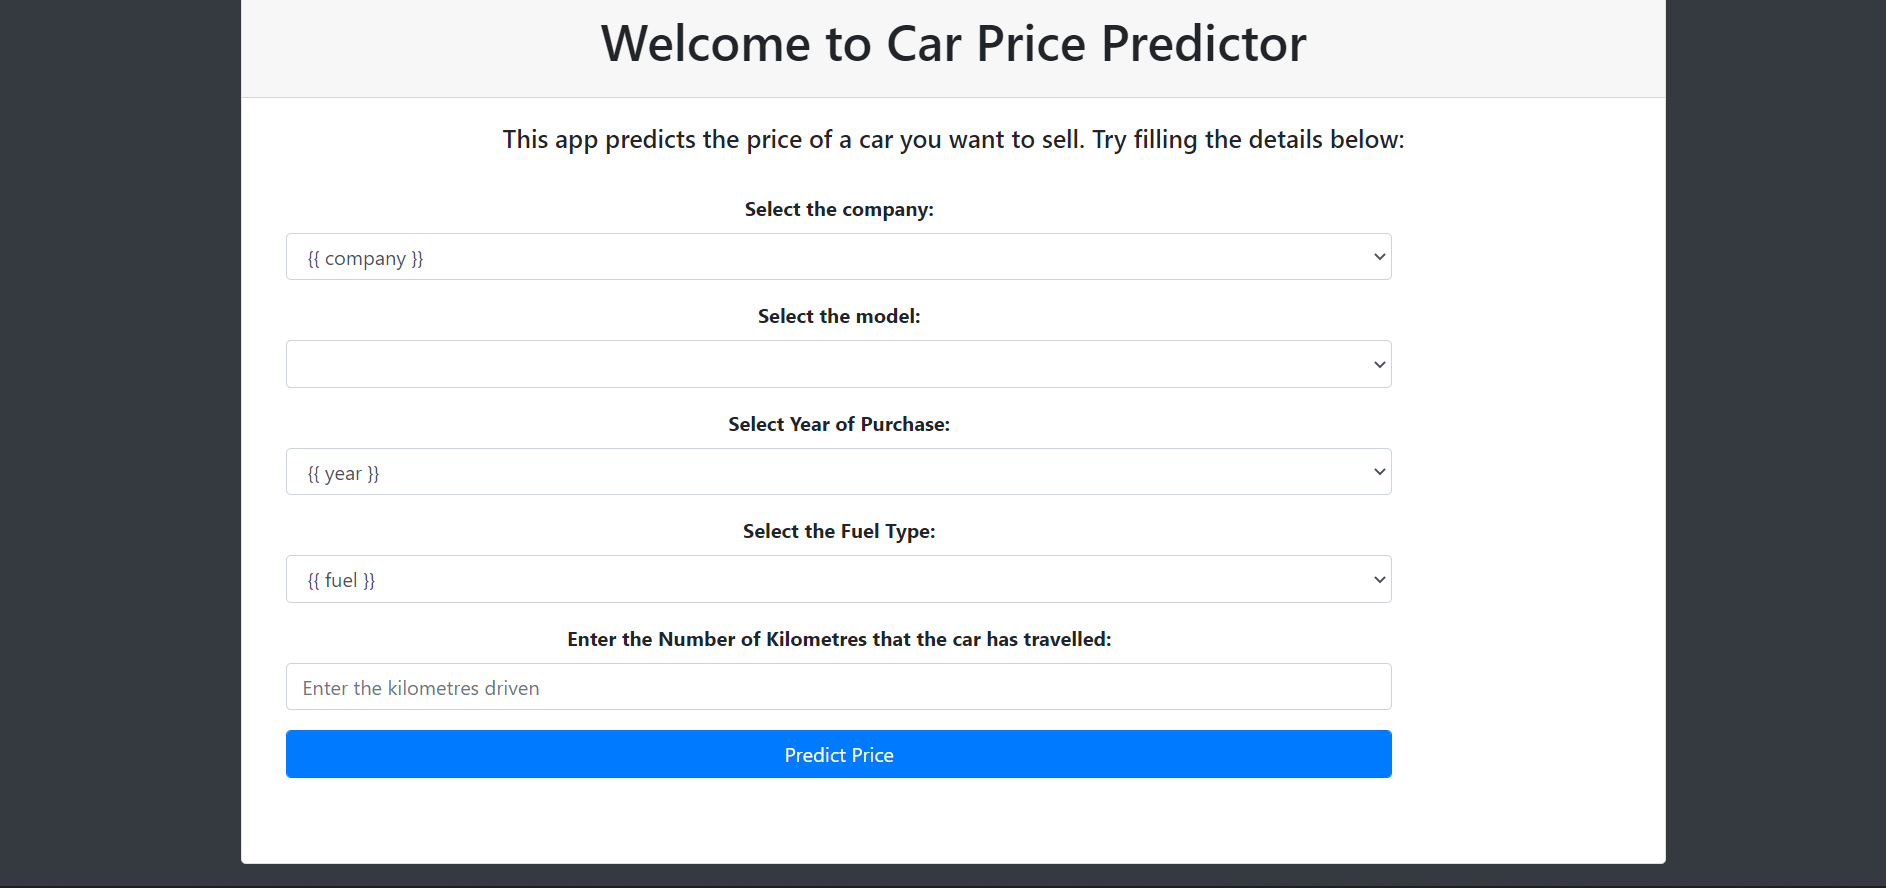 Welcome to Car Price Predictor
This app predicts the price of a car you want to sell. Try filling the details below:
Select the company:
{{ company }}
Select the model:
Select Year of Purchase:
{{ year }}
Select the Fuel Type:
{{ fuel }}
Enter the Number of Kilometres that the car has travelled:
Enter the kilometres driven
Predict Price